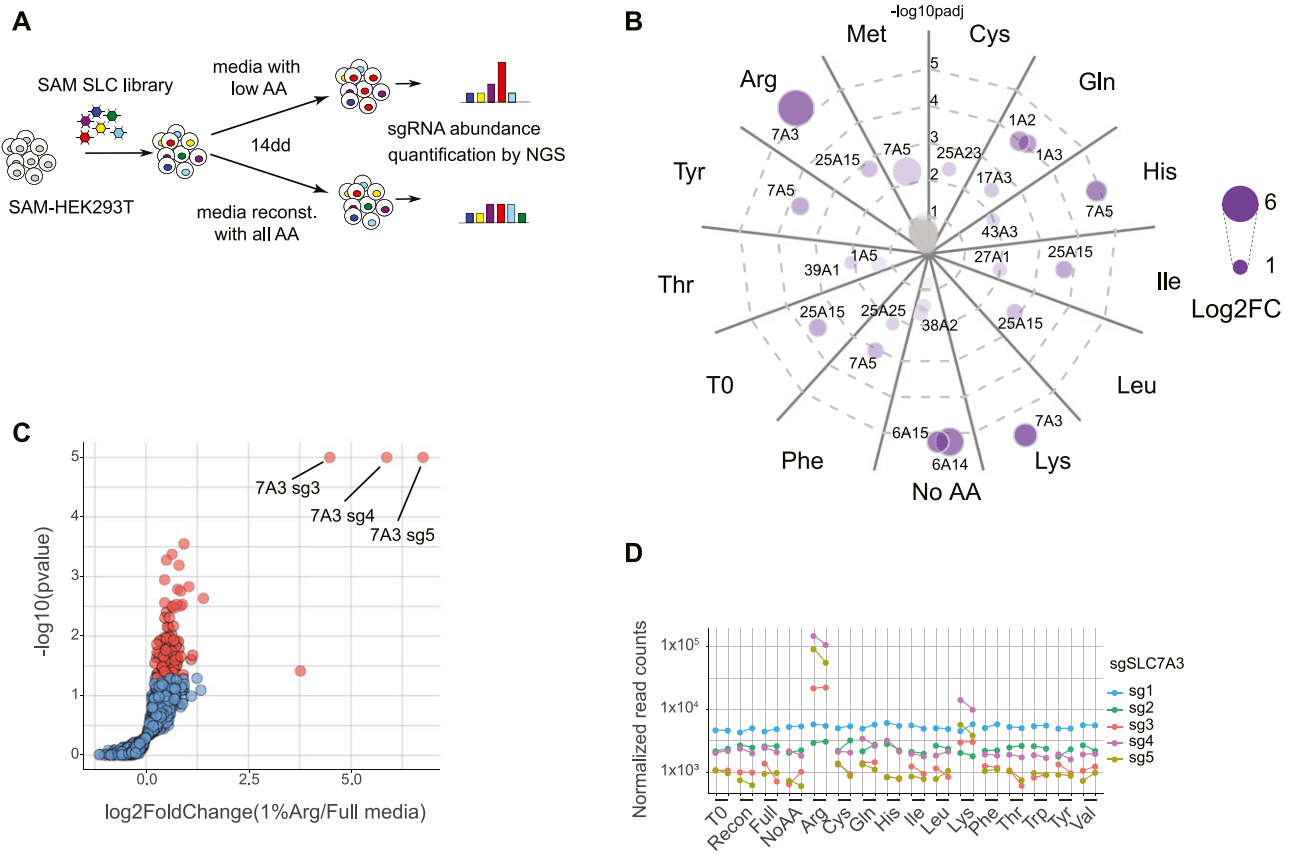 A
SAM SLC library
SAM-HEK293T
media with
low AA
14dd
media reconst.
with all AA
sgRNA abundance
quantification by NGS
B
-log10padj
Met
Cys
Arg
Gln
Tyr
His
Thr
Ile
T0
Leu
Phe
Lys
No AA
5
4
3
2
1
7A3
25A15
7A5
25A23
1A2
1A3
17A3
7A5
7A5
43A3
39A1
1A5
27A1
25A15
25A15
25A25
38A2
25A15
7A5
6A15
6A14
7A3
6
1
Log2FC
C
-log10(pvalue)
5
4
3
2
1
0
7A3 sg3
7A3 sg4
7A3 sg5
0.0
2.5
5.0
log2FoldChange(1%Arg/Full media)
D
Normalized read counts
1x10⁵
1x10⁴
1x10³
sgSLC7A3
sg1
sg2
sg3
sg4
sg5
T0
Recon
Full
NoAA
Arg
Cys
Gln
His
Ile
Leu
Lys
Phe
Thr
Trp
Tyr
Val